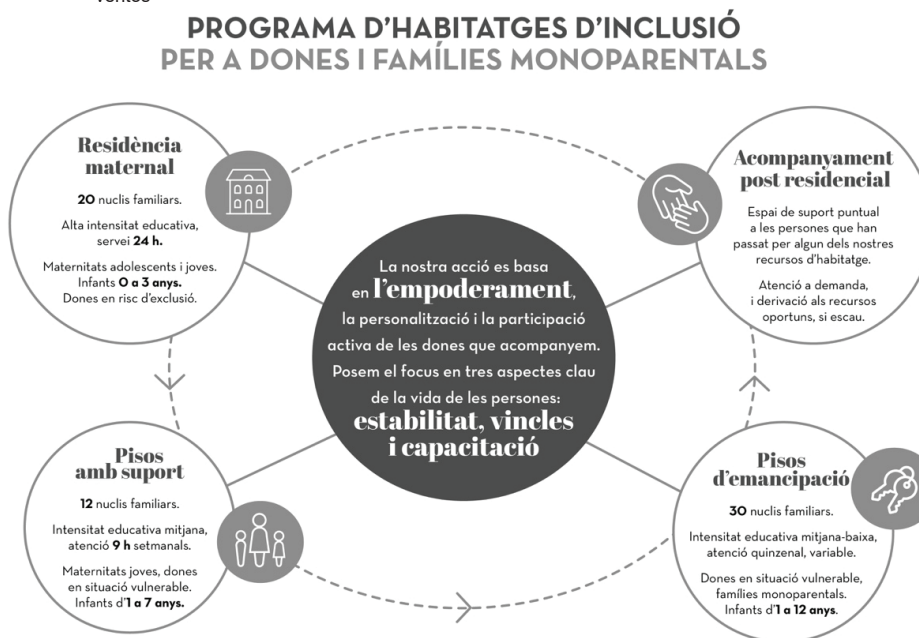 PROGRAMA D'HABITATGES D'INCLUSIÓ
PER A DONES I FAMÍLIES MONOPARENTALS
Residència
maternal
20 nuclis familiars.
Alta intensitat educativa,
servei 24 h.
Maternitats adolescents i joves.
Infants 0 a 3 anys.
Dones en risc d'exclusió.
Acompanyament
post residencial
Espai de suport puntual
a les persones que han
passat per algun dels nostres
recursos d'habitatge.
Atenció a demanda,
i derivació als recursos
oportuns, si escau.
La nostra acció es basa
en l'empoderament,
la personalització i la participació
activa de les dones que acompanyem.
Posem el focus en tres aspectes clau
de la vida de les persones:
estabilitat, vincles
i capacitació
Pisos
amb suport
12 nuclis familiars.
Intensitat educativa mitjana,
atenció 9 h setmanals.
Maternitats joves, dones
en situació vulnerable.
Infants d'1 a 7 anys.
Pisos
d'emancipació
30 nuclis familiars.
Intensitat educativa mitjana-baixa,
atenció quinzenal, variable.
Dones en situació vulnerable,
famílies monoparentals.
Infants d'1 a 12 anys.